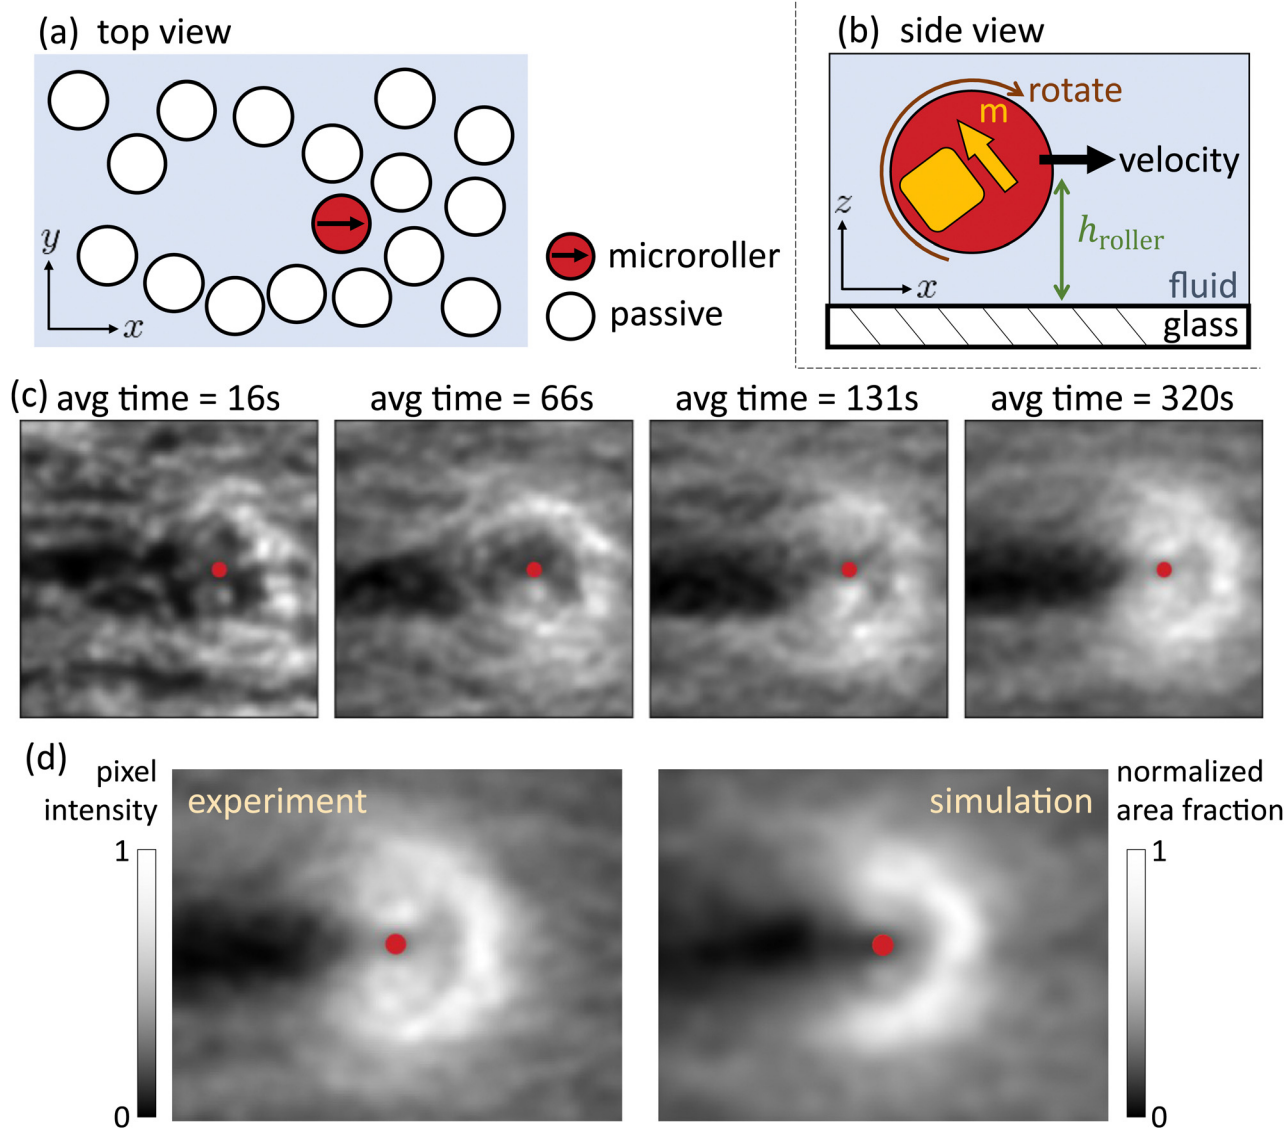 (a) top view
y
x
microroller
passive
(b) side view
rotate
m
velocity
z
h_roller
x
fluid
glass
(c)
avg time = 16s
avg time = 66s
avg time = 131s
avg time = 320s
(d)
pixel
intensity
1
0
experiment
simulation
normalized
area fraction
1
0